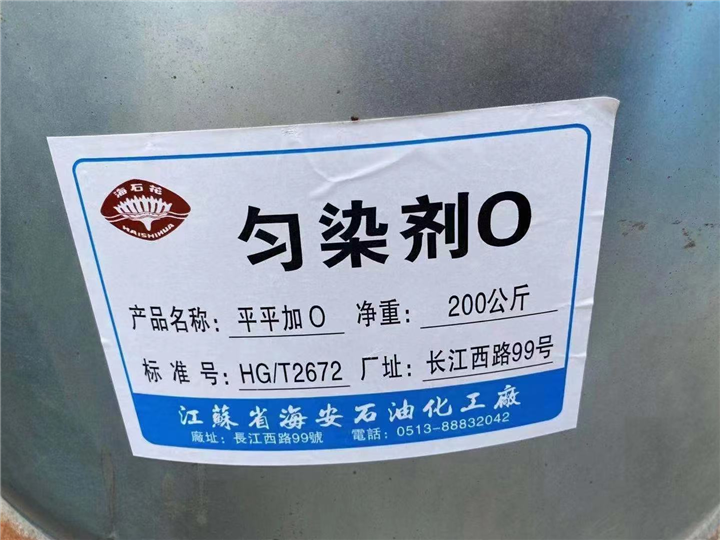 海石花
HAISHIHUA
匀染剂O
产品名称: 平平加O 净重: 200公斤
标准号: HG/T2672 厂址: 长江西路99号
江蘇省海安石油化工廠
廠址: 長江西路99號 電話: 0513-88832042